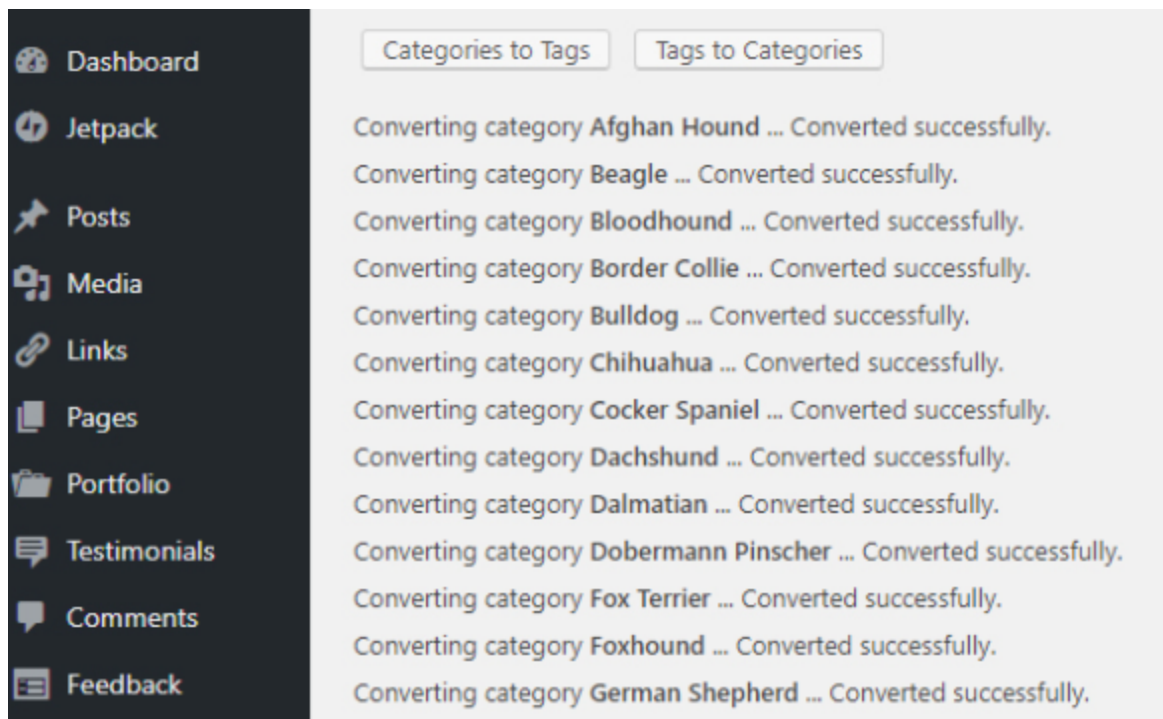 Dashboard
Jetpack
Posts
Media
Links
Pages
Portfolio
Testimonials
Comments
Feedback
Categories to Tags
Tags to Categories
Converting category Afghan Hound ... Converted successfully.
Converting category Beagle ... Converted successfully.
Converting category Bloodhound ... Converted successfully.
Converting category Border Collie ... Converted successfully.
Converting category Bulldog ... Converted successfully.
Converting category Chihuahua ... Converted successfully.
Converting category Cocker Spaniel ... Converted successfully.
Converting category Dachshund ... Converted successfully.
Converting category Dalmatian ... Converted successfully.
Converting category Dobermann Pinscher ... Converted successfully.
Converting category Fox Terrier ... Converted successfully.
Converting category Foxhound ... Converted successfully.
Converting category German Shepherd ... Converted successfully.